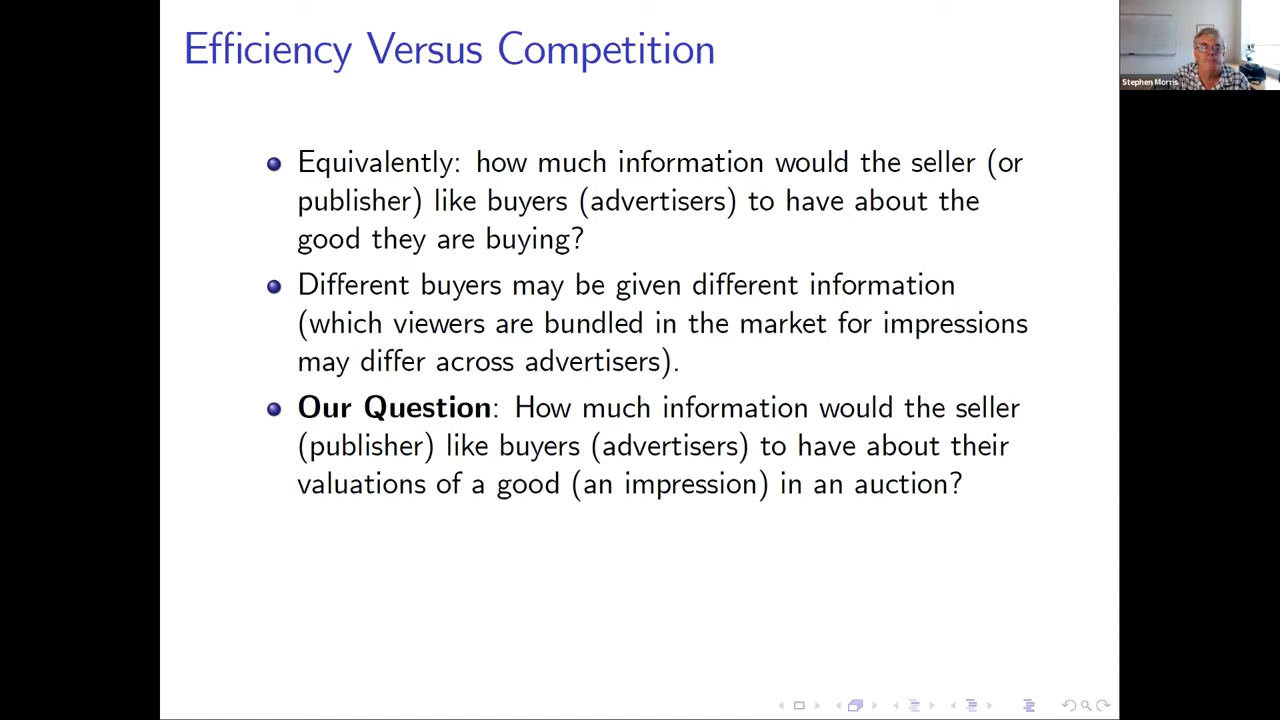 Efficiency Versus Competition
Stephen Morris
Equivalently: how much information would the seller (or
publisher) like buyers (advertisers) to have about the
good they are buying?
Different buyers may be given different information
(which viewers are bundled in the market for impressions
may differ across advertisers).
Our Question: How much information would the seller
(publisher) like buyers (advertisers) to have about their
valuations of a good (an impression) in an auction?